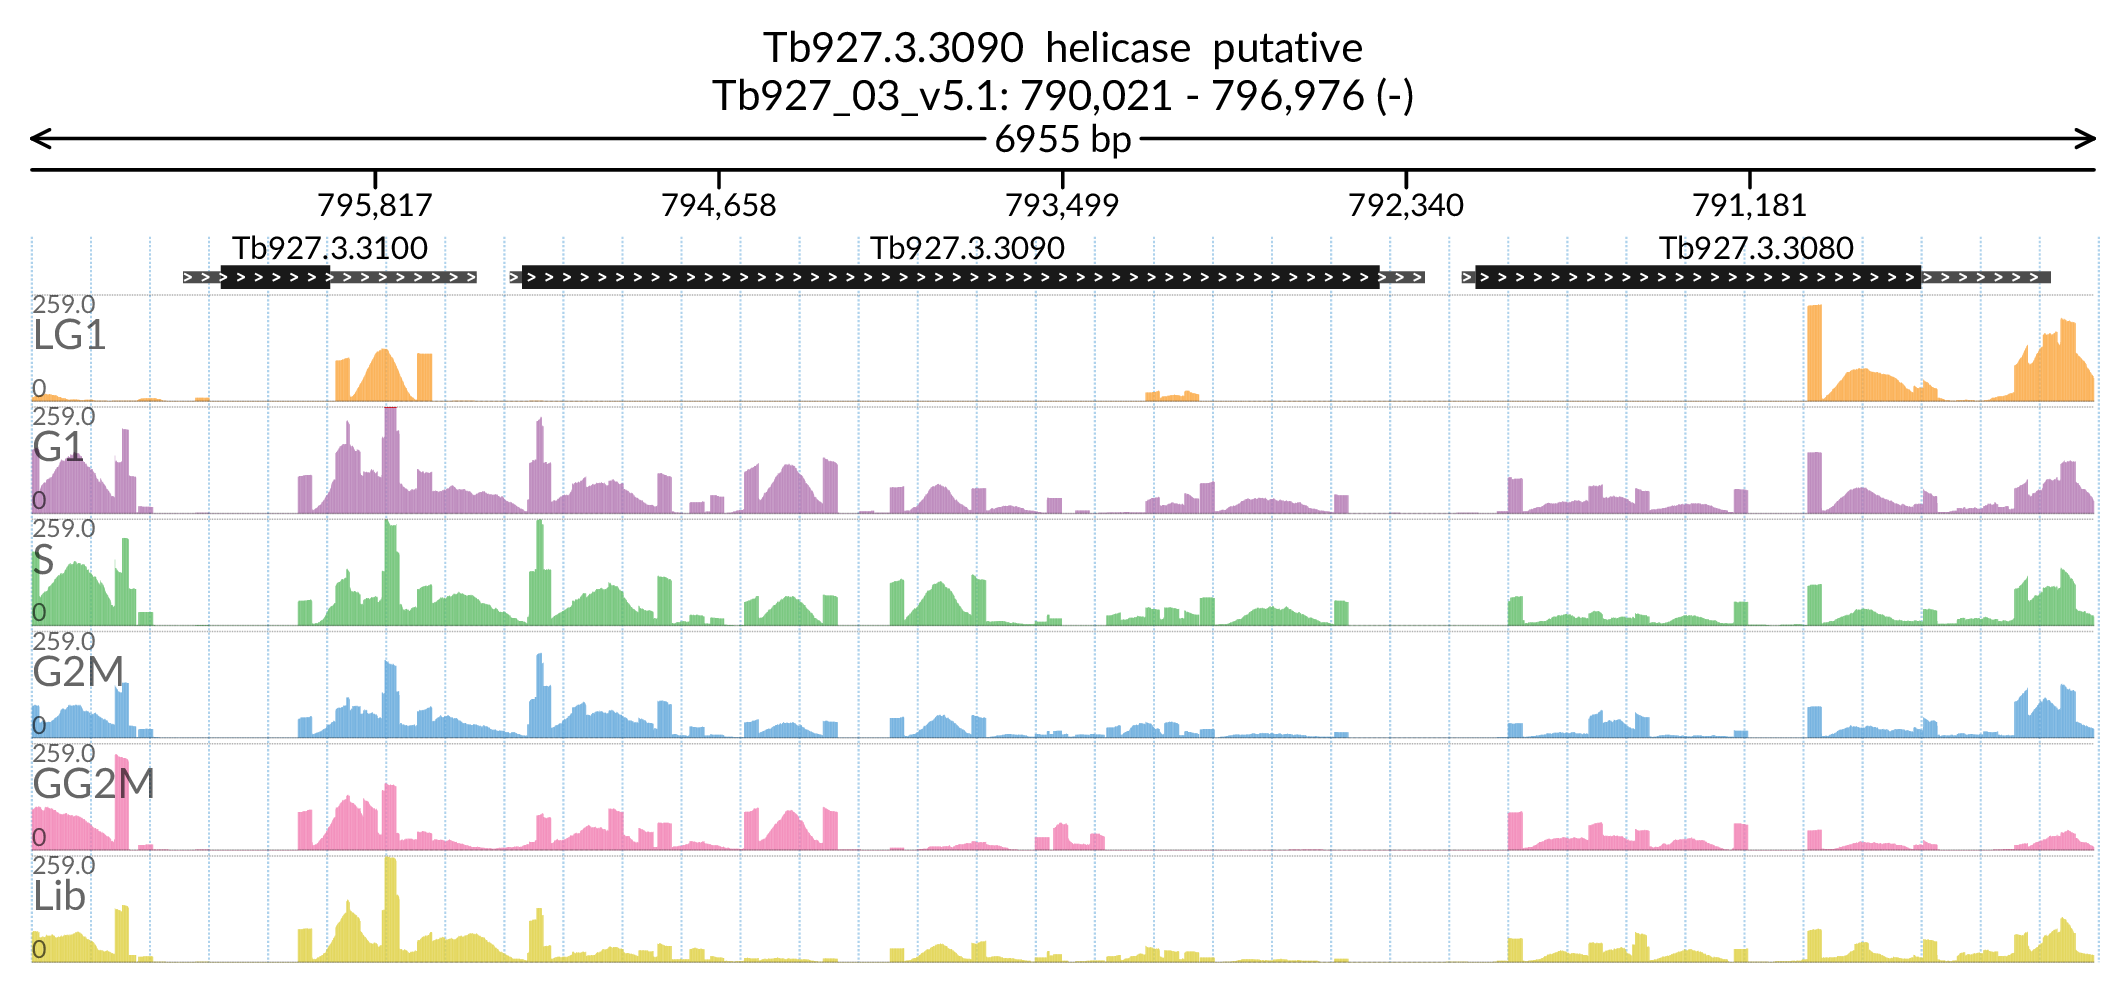 Tb927.3.3090 helicase putative
Tb927_03_v5.1: 790,021 - 796,976 (-)
6955 bp
795,817 794,658 793,499 792,340 791,181
Tb927.3.3100 Tb927.3.3090 Tb927.3.3080
259.0
LG1
0
259.0
G1
0
259.0
S
0
259.0
G2M
0
259.0
GG2M
0
259.0
Lib
0